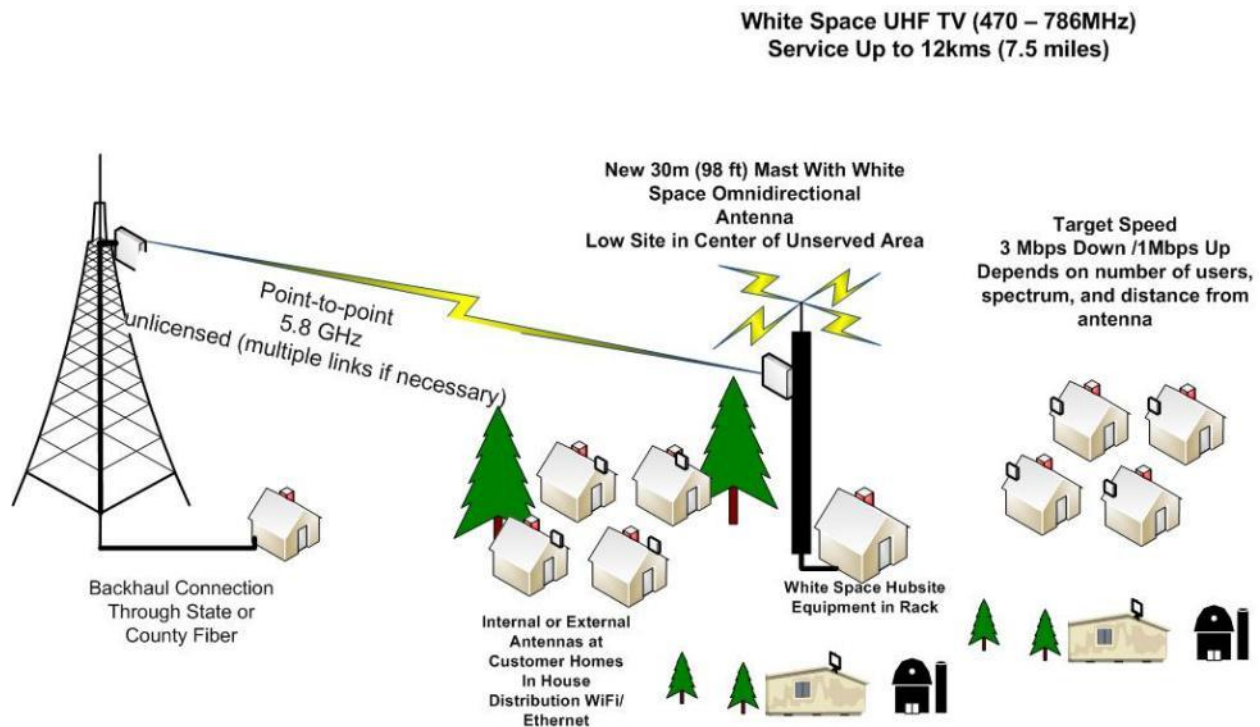 White Space UHF TV (470 – 786MHz)
Service Up to 12kms (7.5 miles)
New 30m (98 ft) Mast With White
Space Omnidirectional
Antenna
Low Site in Center of Unserved Area
Target Speed
3 Mbps Down /1Mbps Up
Depends on number of users,
spectrum, and distance from
antenna
Point-to-point
5.8 GHz
unlicensed (multiple links if necessary)
Backhaul Connection
Through State or
County Fiber
Internal or External
Antennas at
Customer Homes
In House
Distribution WiFi/
Ethernet
White Space Hubsite
Equipment in Rack